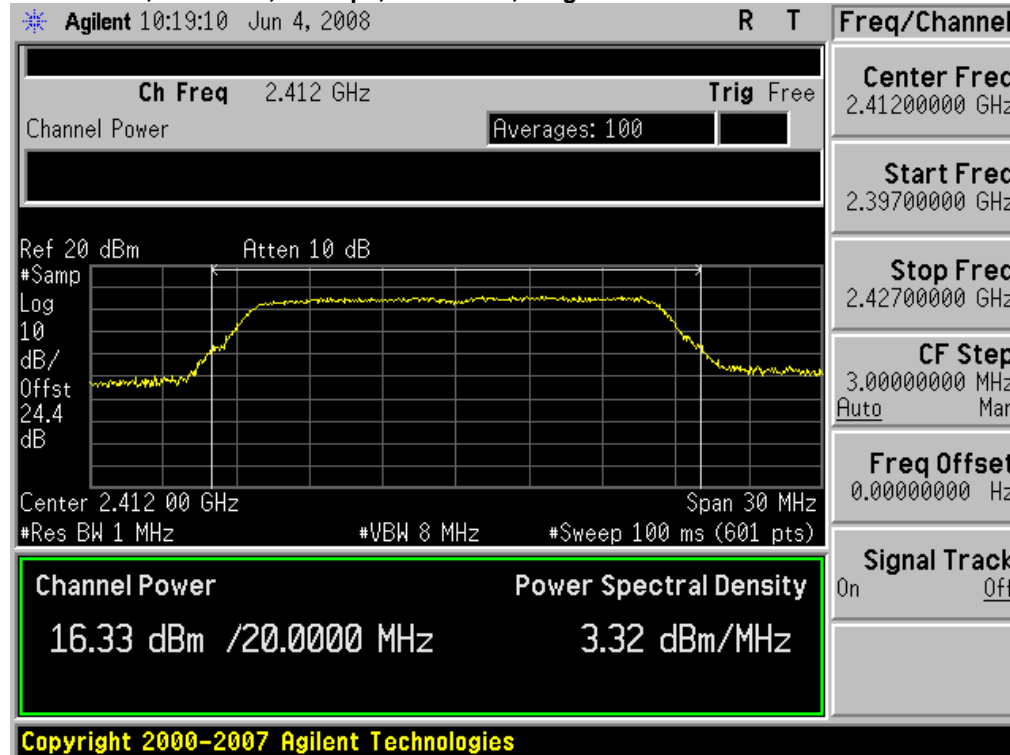 Agilent 10:19:10 Jun 4, 2008 R T
Freq/Channel
Ch Freq 2.412 GHz Trig Free
Channel Power Averages: 100
Center Freq
2.41200000 GHz
Start Freq
2.39700000 GHz
Stop Freq
2.42700000 GHz
CF Step
3.00000000 MHz
Auto Man
Freq Offset
0.00000000 Hz
Signal Track
On Off
Ref 20 dBm Atten 10 dB
#Samp
Log
10
dB/
Offst
24.4
dB
Center 2.412 00 GHz Span 30 MHz
#Res BW 1 MHz #VBW 8 MHz #Sweep 100 ms (601 pts)
Channel Power Power Spectral Density
16.33 dBm /20.0000 MHz 3.32 dBm/MHz
Copyright 2000-2007 Agilent Technologies